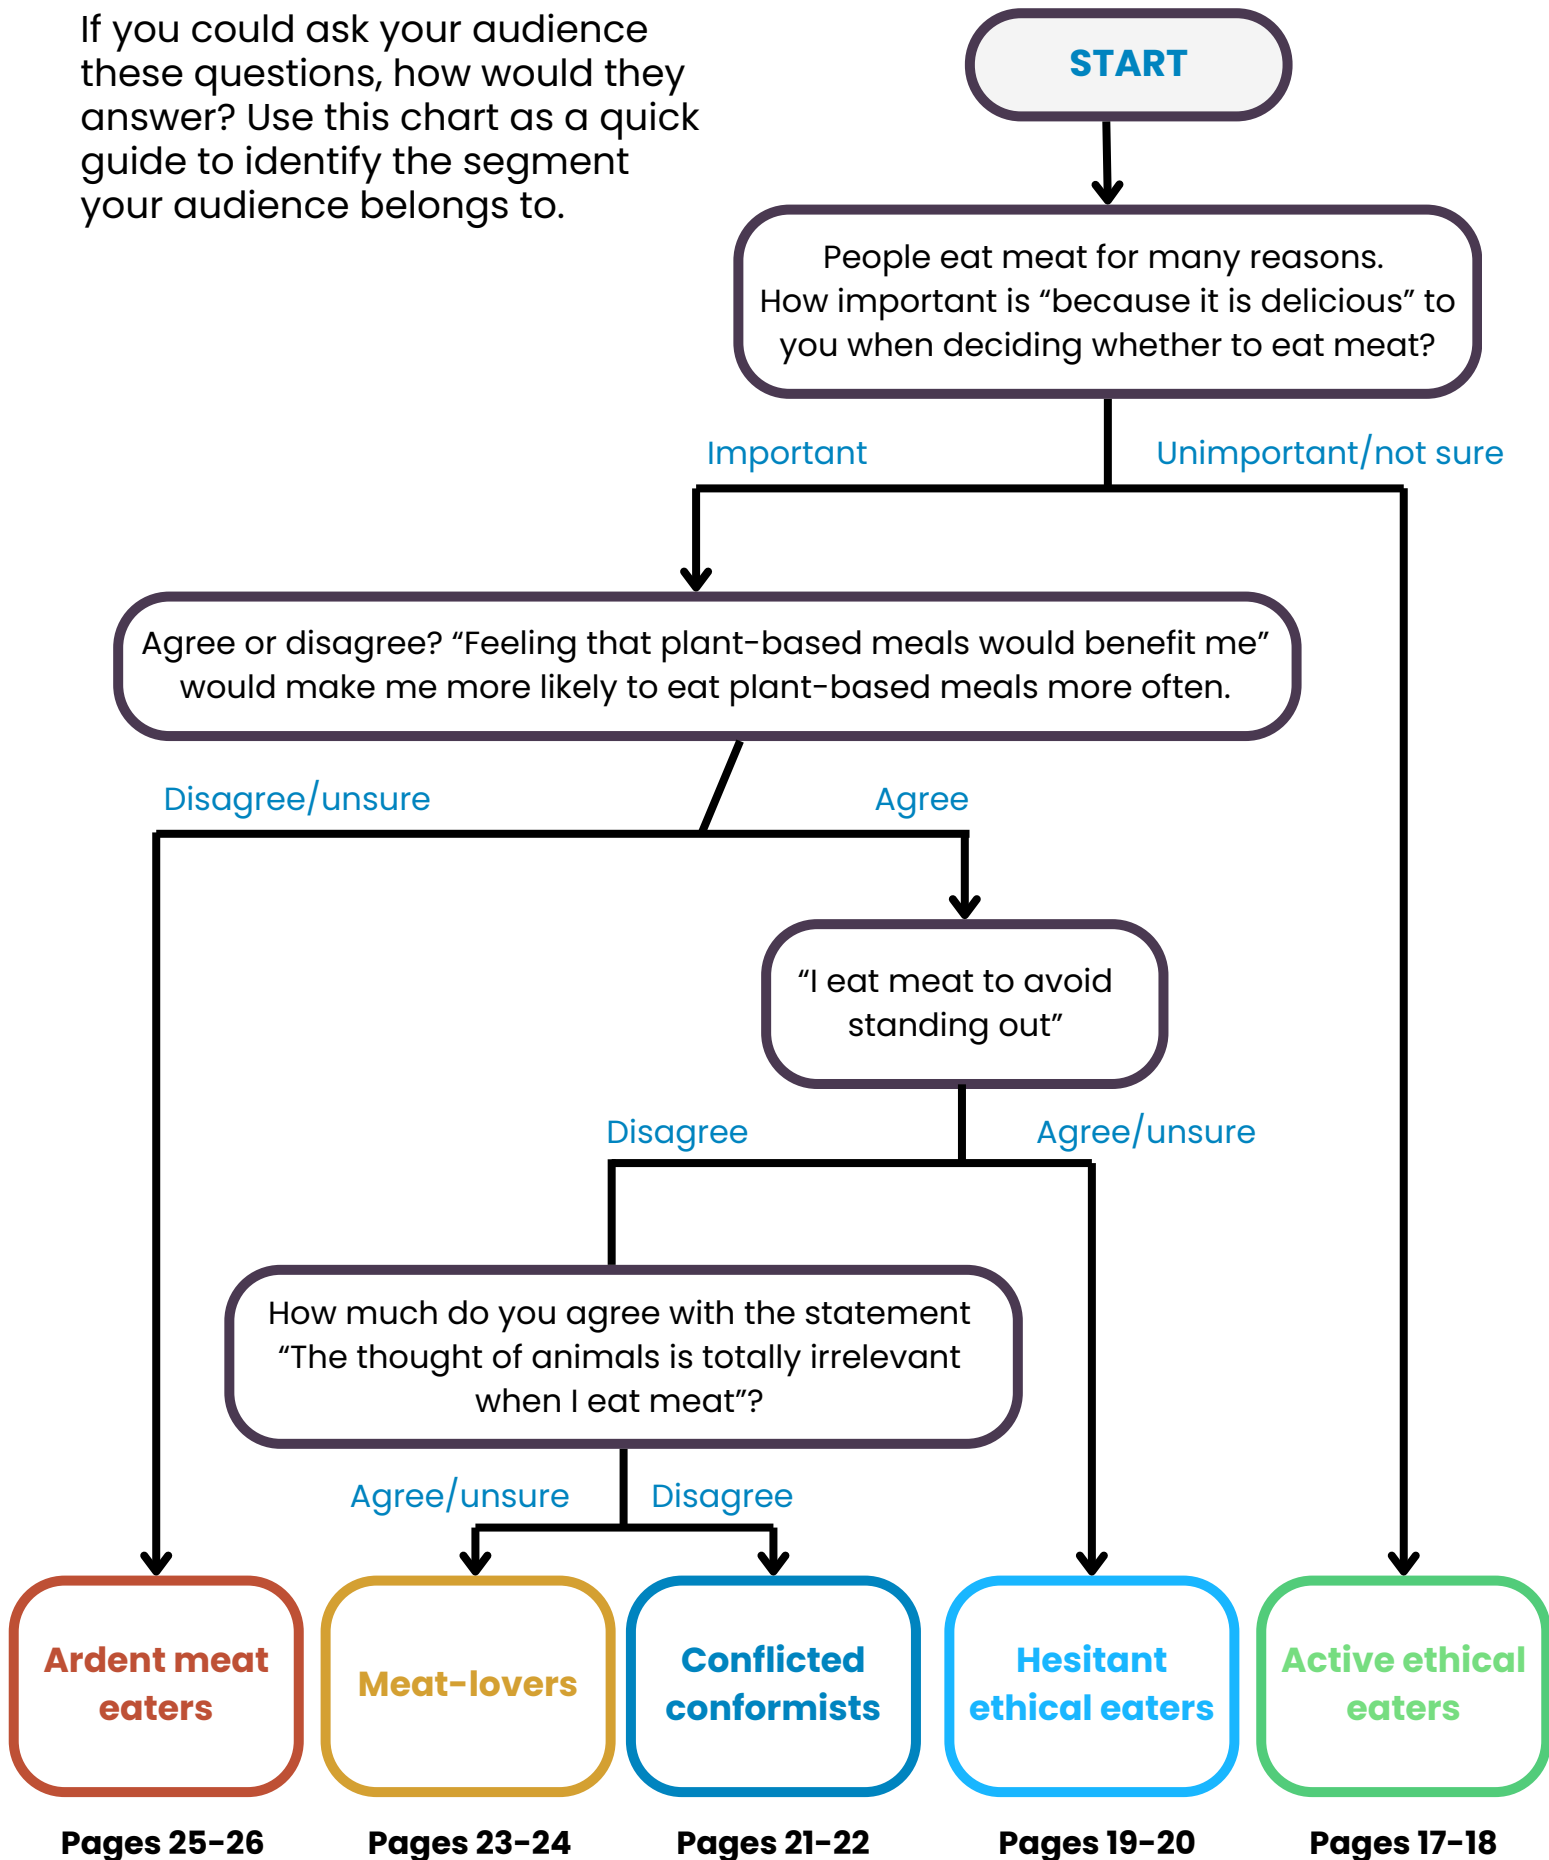 If you could ask your audience
these questions, how would they
answer? Use this chart as a quick
guide to identify the segment
your audience belongs to.
START
People eat meat for many reasons.
How important is “because it is delicious” to
you when deciding whether to eat meat?
Important
Unimportant/not sure
Agree or disagree? “Feeling that plant-based meals would benefit me”
would make me more likely to eat plant-based meals more often.
Disagree/unsure
Agree
“I eat meat to avoid
standing out”
Disagree
Agree/unsure
How much do you agree with the statement
“The thought of animals is totally irrelevant
when I eat meat”?
Agree/unsure
Disagree
Ardent meat
eaters
Meat-lovers
Conflicted
conformists
Hesitant
ethical eaters
Active ethical
eaters
Pages 25-26
Pages 23-24
Pages 21-22
Pages 19-20
Pages 17-18